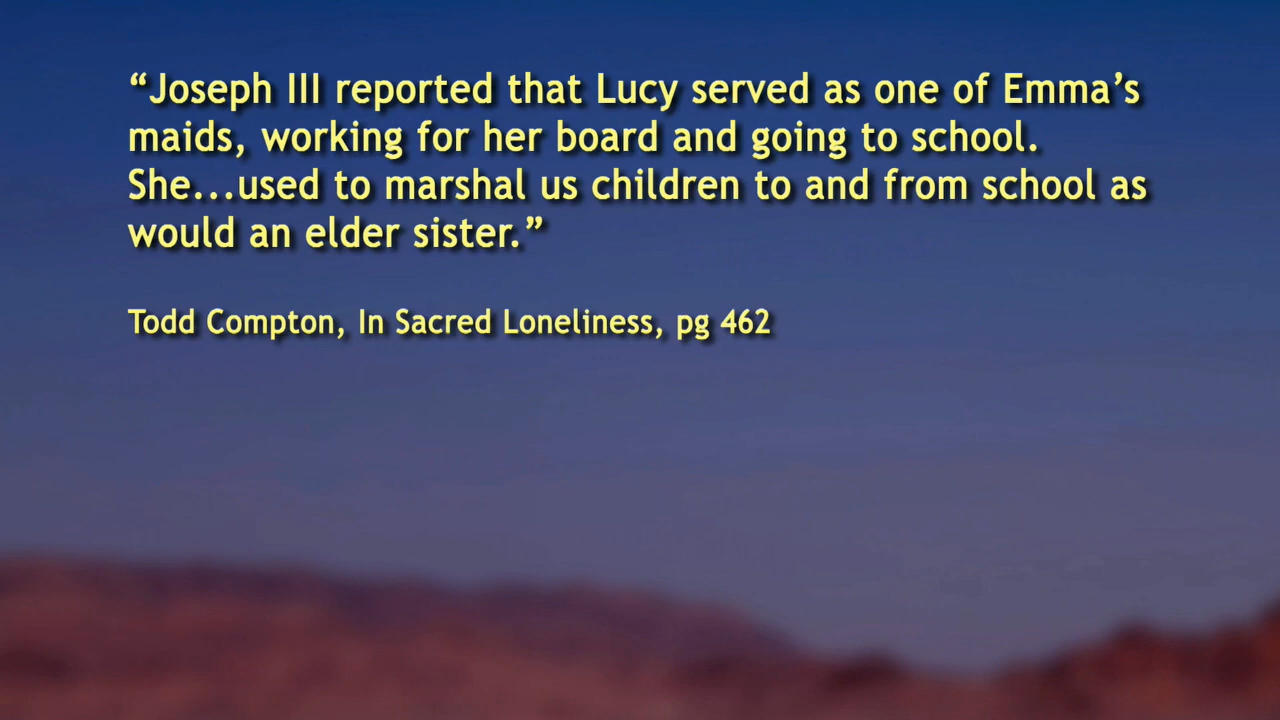 “Joseph III reported that Lucy served as one of Emma’s
maids, working for her board and going to school.
She...used to marshal us children to and from school as
would an elder sister.”
Todd Compton, In Sacred Loneliness, pg 462